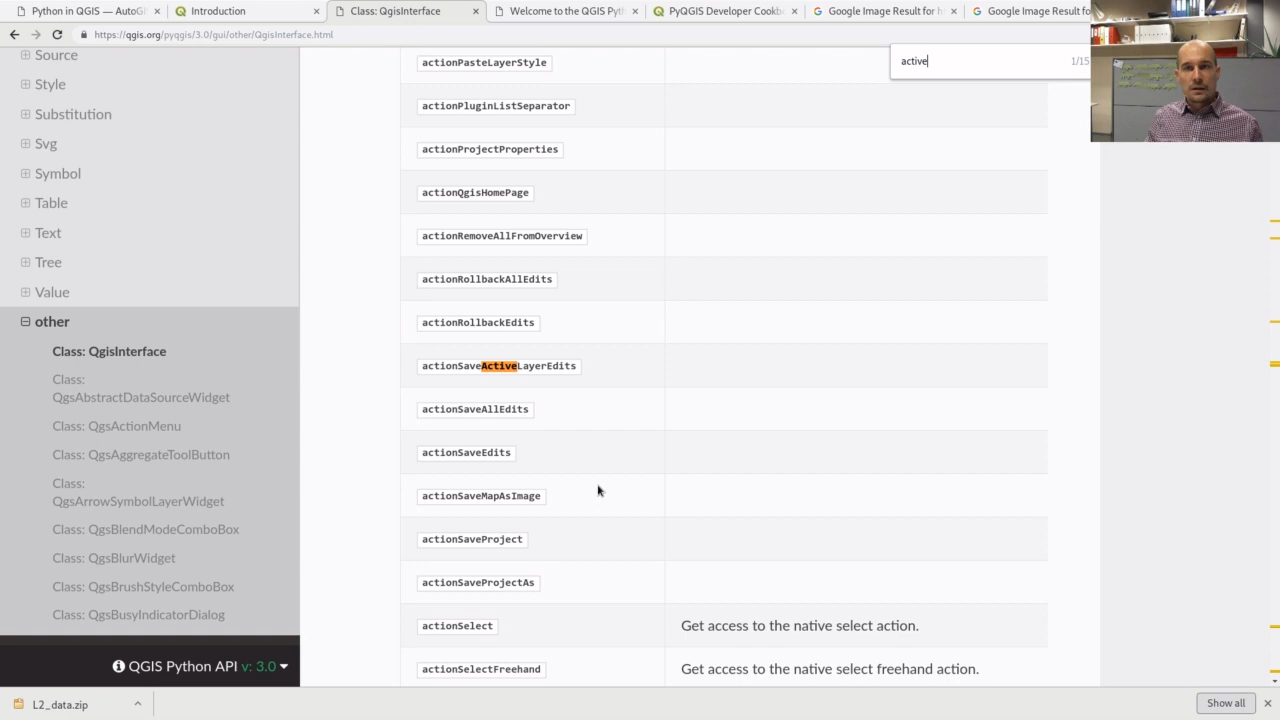 Python in QGIS — AutoG
Introduction
Class: QgisInterface
Welcome to the QGIS Pyth
PyQGIS Developer Cookb
Google Image Result for h
Google Image Result fo
https://qgis.org/pyqgis/3.0/gui/other/QgisInterface.html
active
1/15
Source
Style
Substitution
Svg
Symbol
Table
Text
Tree
Value
other
Class: QgisInterface
Class:
QgsAbstractDataSourceWidget
Class: QgsActionMenu
Class: QgsAggregateToolButton
Class:
QgsArrowSymbolLayerWidget
Class: QgsBlendModeComboBox
Class: QgsBlurWidget
Class: QgsBrushStyleComboBox
Class: QgsBusyIndicatorDialog
QGIS Python API v: 3.0
actionPasteLayerStyle
actionPluginListSeparator
actionProjectProperties
actionQgisHomePage
actionRemoveAllFromOverview
actionRollbackAllEdits
actionRollbackEdits
actionSaveActiveLayerEdits
actionSaveAllEdits
actionSaveEdits
actionSaveMapAsImage
actionSaveProject
actionSaveProjectAs
actionSelect
Get access to the native select action.
actionSelectFreehand
Get access to the native select freehand action.
L2_data.zip
Show all